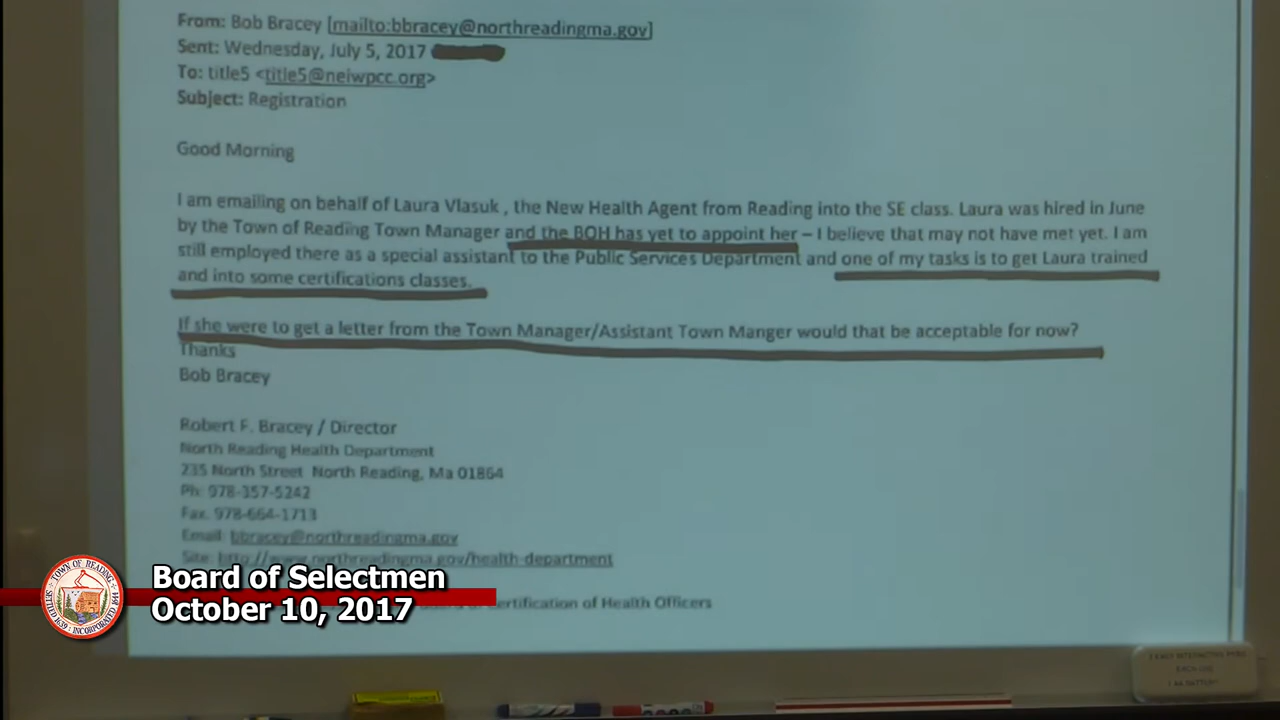 From: Bob Bracey [mailto:bbracey@northreadingma.gov]
Sent: Wednesday, July 5, 2017
To: title5 <title5@neiwpcc.org>
Subject: Registration
Good Morning
I am emailing on behalf of Laura Vlasuk , the New Health Agent from Reading into the SE class. Laura was hired in June
by the Town of Reading Town Manager and the BOH has yet to appoint her – I believe that may not have met yet. I am
still employed there as a special assistant to the Public Services Department and one of my tasks is to get Laura trained
and into some certifications classes.
If she were to get a letter from the Town Manager/Assistant Town Manger would that be acceptable for now?
Thanks
Bob Bracey
Robert F. Bracey / Director
North Reading Health Department
235 North Street North Reading, Ma 01864
Ph: 978-357-5242
Fax. 978-664-1713
Email: bbracey@northreadingma.gov
Site: http://www.northreadingma.gov/health-department
of Health Officers
TOWN OF READING
SETTLED 1639 INCORPORATED 1644
Board of Selectmen
October 10, 2017